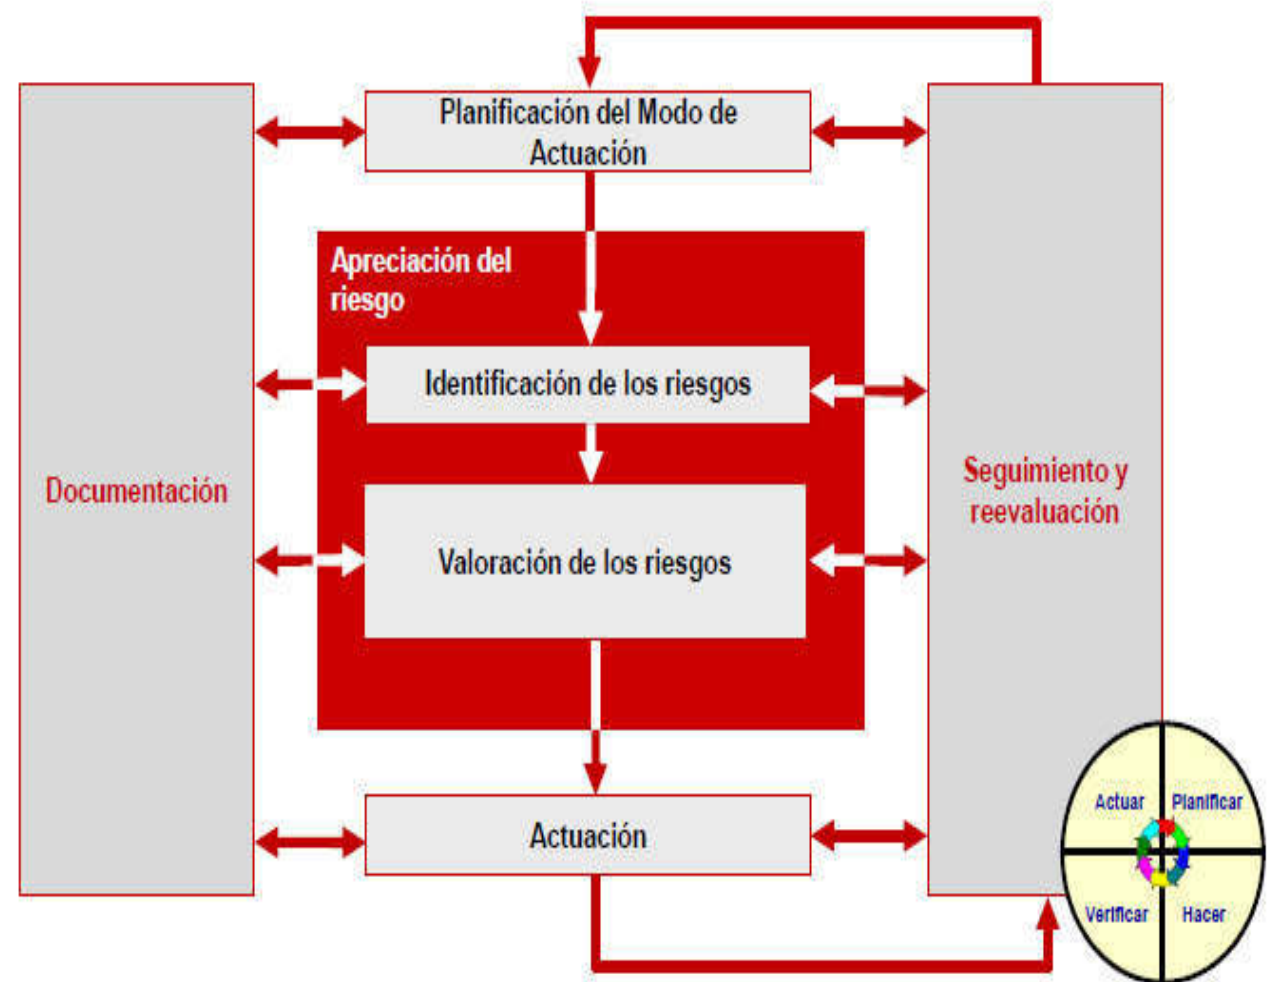 Planificación del Modo de
Actuación
Apreciación del
riesgo
Identificación de los riesgos
Documentación
Valoración de los riesgos
Seguimiento y
reevaluación
Actuación
Actuar
Planificar
Verificar
Hacer